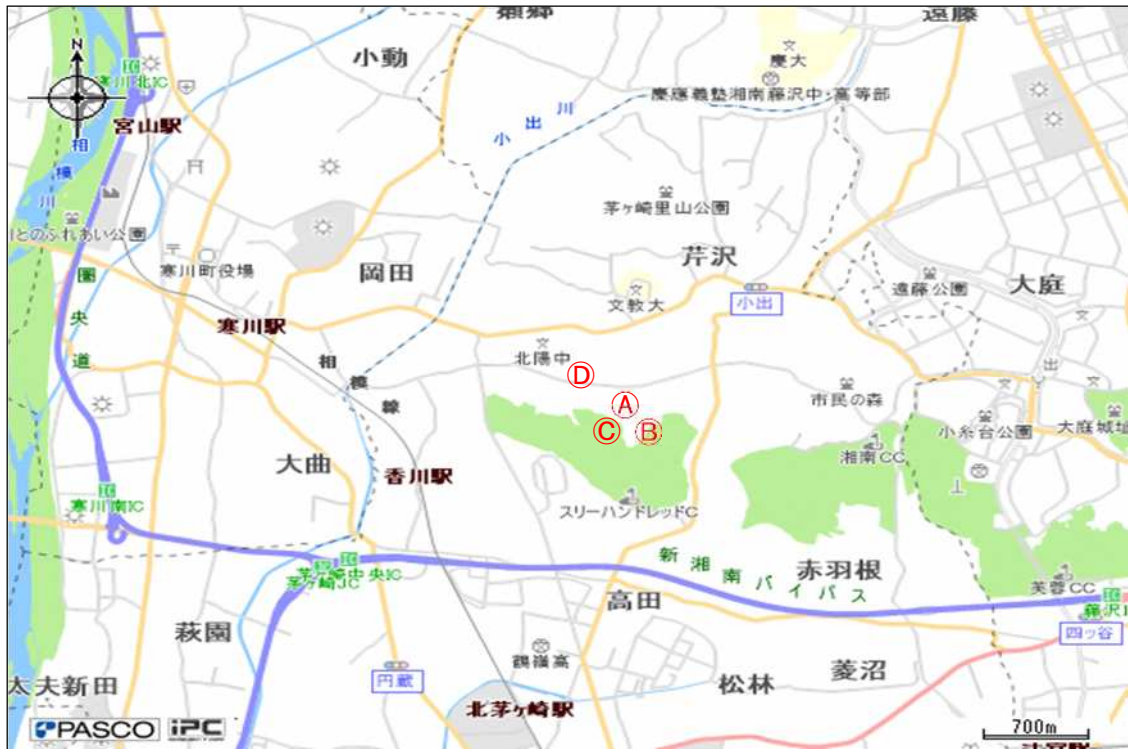 遠藤
小動
慶大
N
寒川北IC
慶應義塾湘南藤沢中・高等部
小出川
宮山駅
相模川
茅ヶ崎里山公園
とのふれあい公園
寒川町役場
岡田
芹沢
遠藤公園
大庭
文教大
小出
圏央道
寒川駅
相模線
北陽中
D
A
市民の森
C
B
小糸台公園
大庭城址
湘南CC
大曲
香川駅
スリーハンドレッドC
寒川南IC
新湘南バイパス
赤羽根
茅ヶ崎中央IC
茅ヶ崎JC
芙蓉CC
高田
萩園
四ッ谷
鶴嶺高
菱沼
太夫新田
円蔵
松林
北茅ヶ崎駅
PASCO
iPC
700m